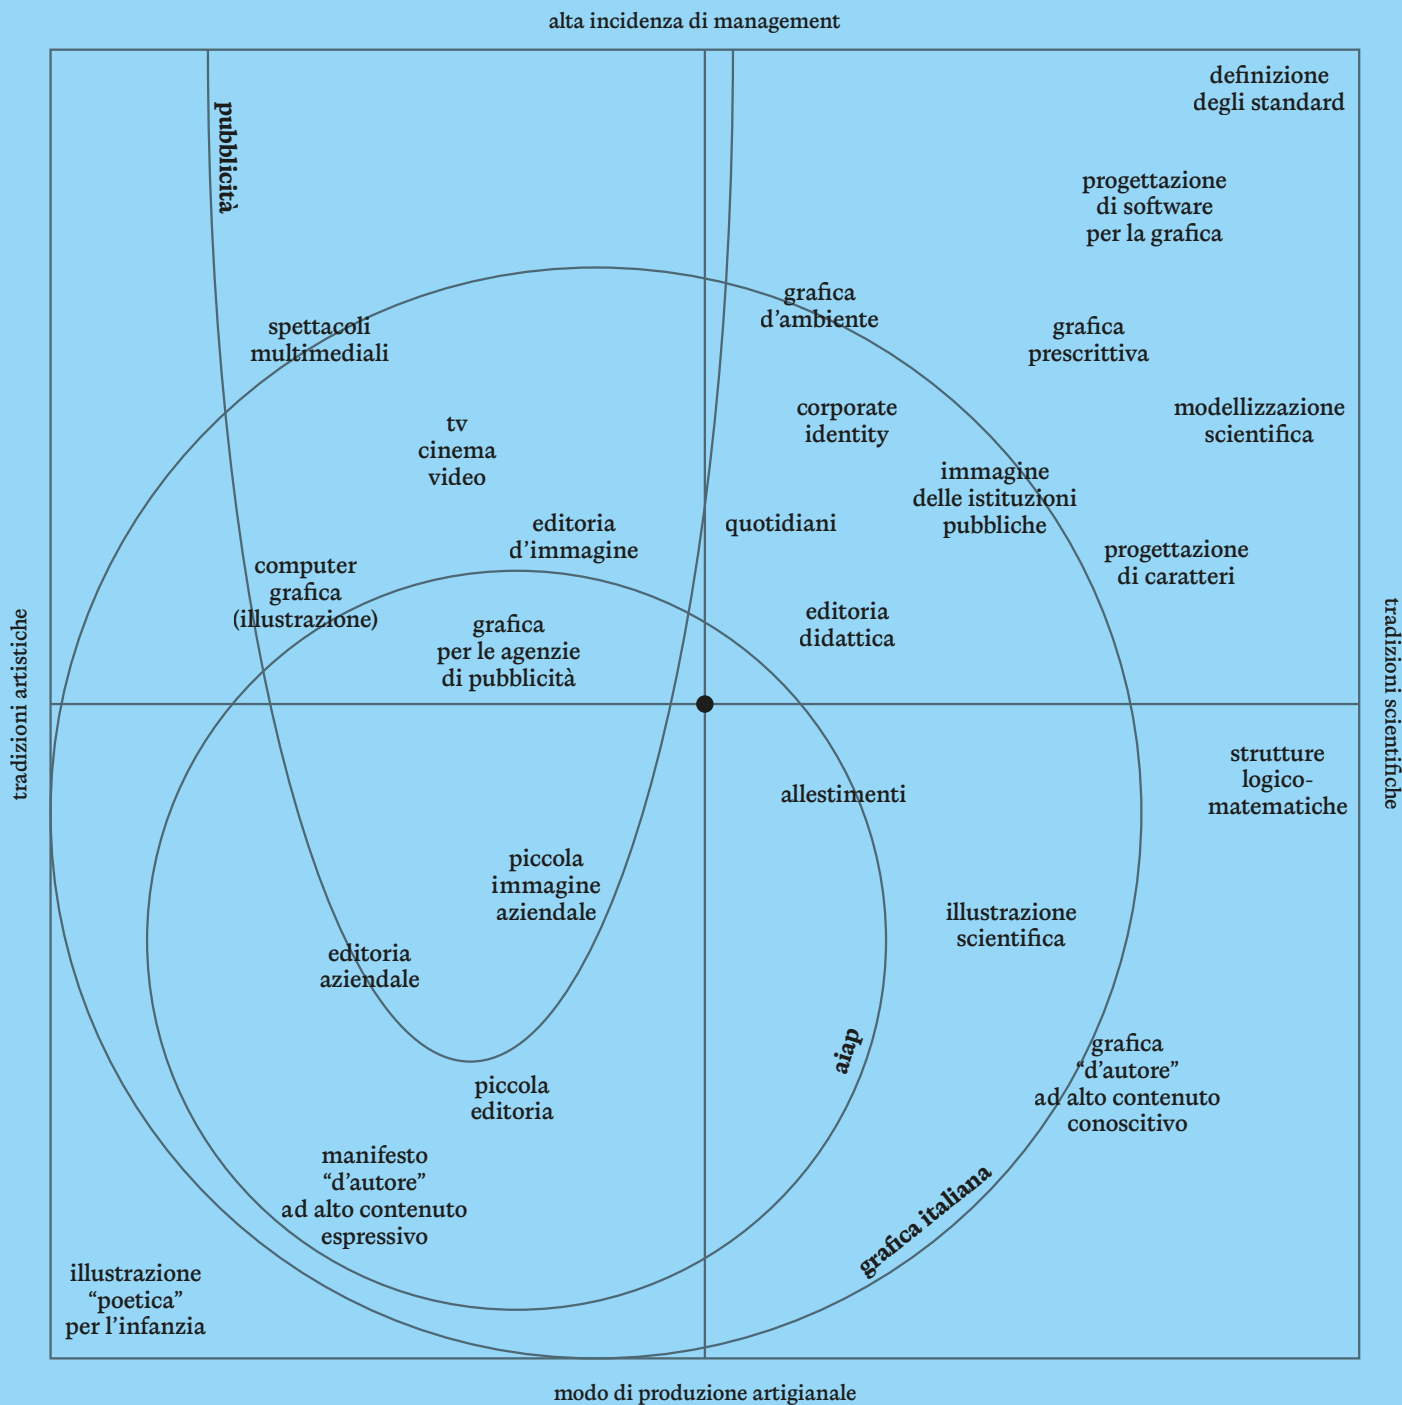 alta incidenza di management
definizione
degli standard
pubblicità
progettazione
di software
per la grafica
grafica
d’ambiente
spettacoli
multimediali
grafica
prescrittiva
corporate
identity
modellizzazione
scientifica
tv
cinema
video
immagine
delle istituzioni
pubbliche
editoria
d’immagine
quotidiani
progettazione
di caratteri
computer
grafica
(illustrazione)
grafica
per le agenzie
di pubblicità
editoria
didattica
tradizioni artistiche
tradizioni scientifiche
strutture
logico-
matematiche
allestimenti
piccola
immagine
aziendale
illustrazione
scientifica
editoria
aziendale
aiap
grafica
“d’autore”
ad alto contenuto
conoscitivo
piccola
editoria
manifesto
“d’autore”
ad alto contenuto
espressivo
grafica italiana
illustrazione
“poetica”
per l’infanzia
modo di produzione artigianale